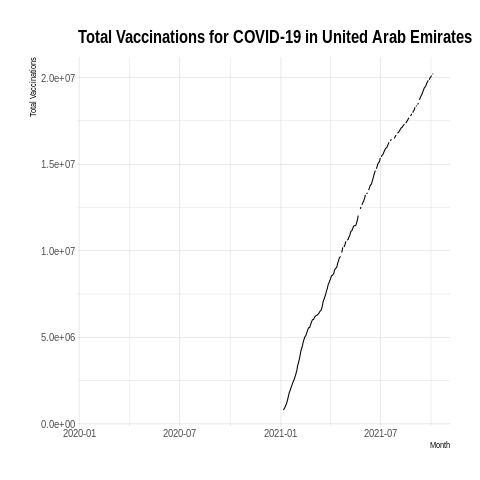 Total Vaccinations for COVID-19 in United Arab Emirates
Total Vaccinations
2.0e+07
1.5e+07
1.0e+07
5.0e+06
0.0e+00
2020-01 2020-07 2021-01 2021-07
Month